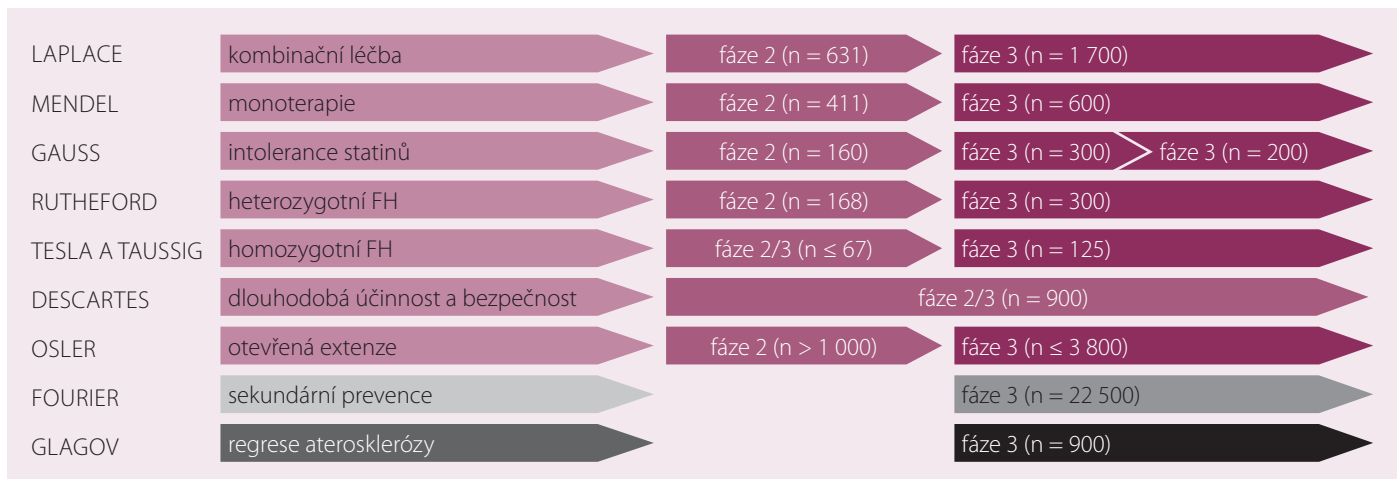 LAPLACE kombinační léčba fáze 2 (n = 631) fáze 3 (n = 1 700)
MENDEL monoterapie fáze 2 (n = 411) fáze 3 (n = 600)
GAUSS intolerance statinů fáze 2 (n = 160) fáze 3 (n = 300) fáze 3 (n = 200)
RUTHEFORD heterozygotní FH fáze 2 (n = 168) fáze 3 (n = 300)
TESLA A TAUSSIG homozygotní FH fáze 2/3 (n ≤ 67) fáze 3 (n = 125)
DESCARTES dlouhodobá účinnost a bezpečnost fáze 2/3 (n = 900)
OSLER otevřená extenze fáze 2 (n > 1 000) fáze 3 (n ≤ 3 800)
FOURIER sekundární prevence fáze 3 (n = 22 500)
GLAGOV regrese aterosklerózy fáze 3 (n = 900)